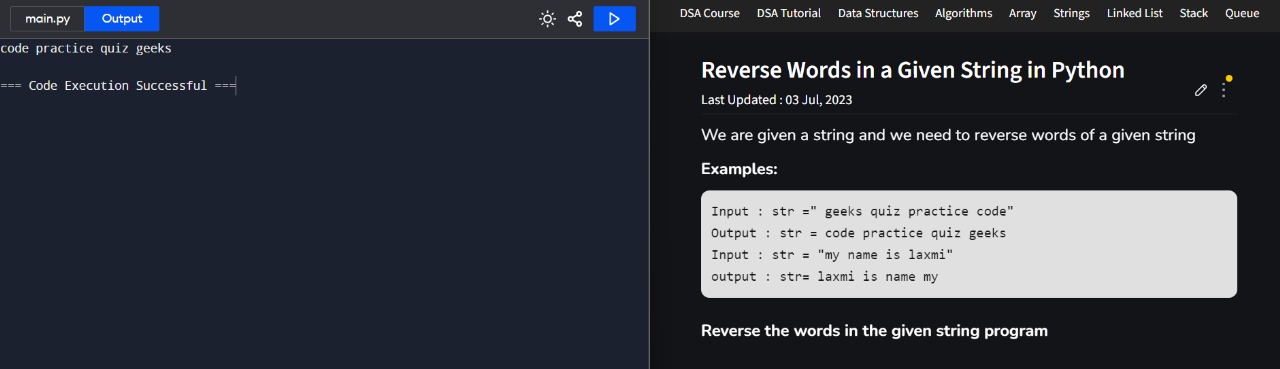 main.py Output
code practice quiz geeks
=== Code Execution Successful ===
DSA Course DSA Tutorial Data Structures Algorithms Array Strings Linked List Stack Queue
Reverse Words in a Given String in Python
Last Updated : 03 Jul, 2023
We are given a string and we need to reverse words of a given string
Examples:
Input : str =" geeks quiz practice code"
Output : str = code practice quiz geeks
Input : str = "my name is laxmi"
output : str= laxmi is name my
Reverse the words in the given string program